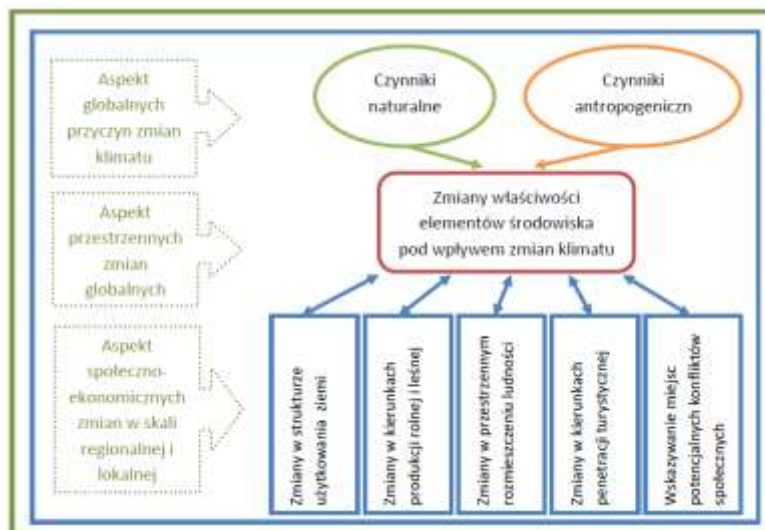 Aspekt
globalnych
przyczyn zmian
klimatu
Czynniki
naturalne
Czynniki
antropogeniczn
Aspekt
przestrzennych
zmian
globalnych
Zmiany właściwości
elementów środowiska
pod wpływem zmian klimatu
Aspekt
społeczno-
ekonomicznych
zmian w skali
regionalnej i
lokalnej
Zmiany w strukturze
użytkowania ziemi
Zmiany w kierunkach
produkcji rolnej i leśnej
Zmiany w przestrzennym
rozmieszczeniu ludności
Zmiany w kierunkach
penetracji turystycznej
Wskazywanie miejsc
potencjalnych konfliktów
społecznych